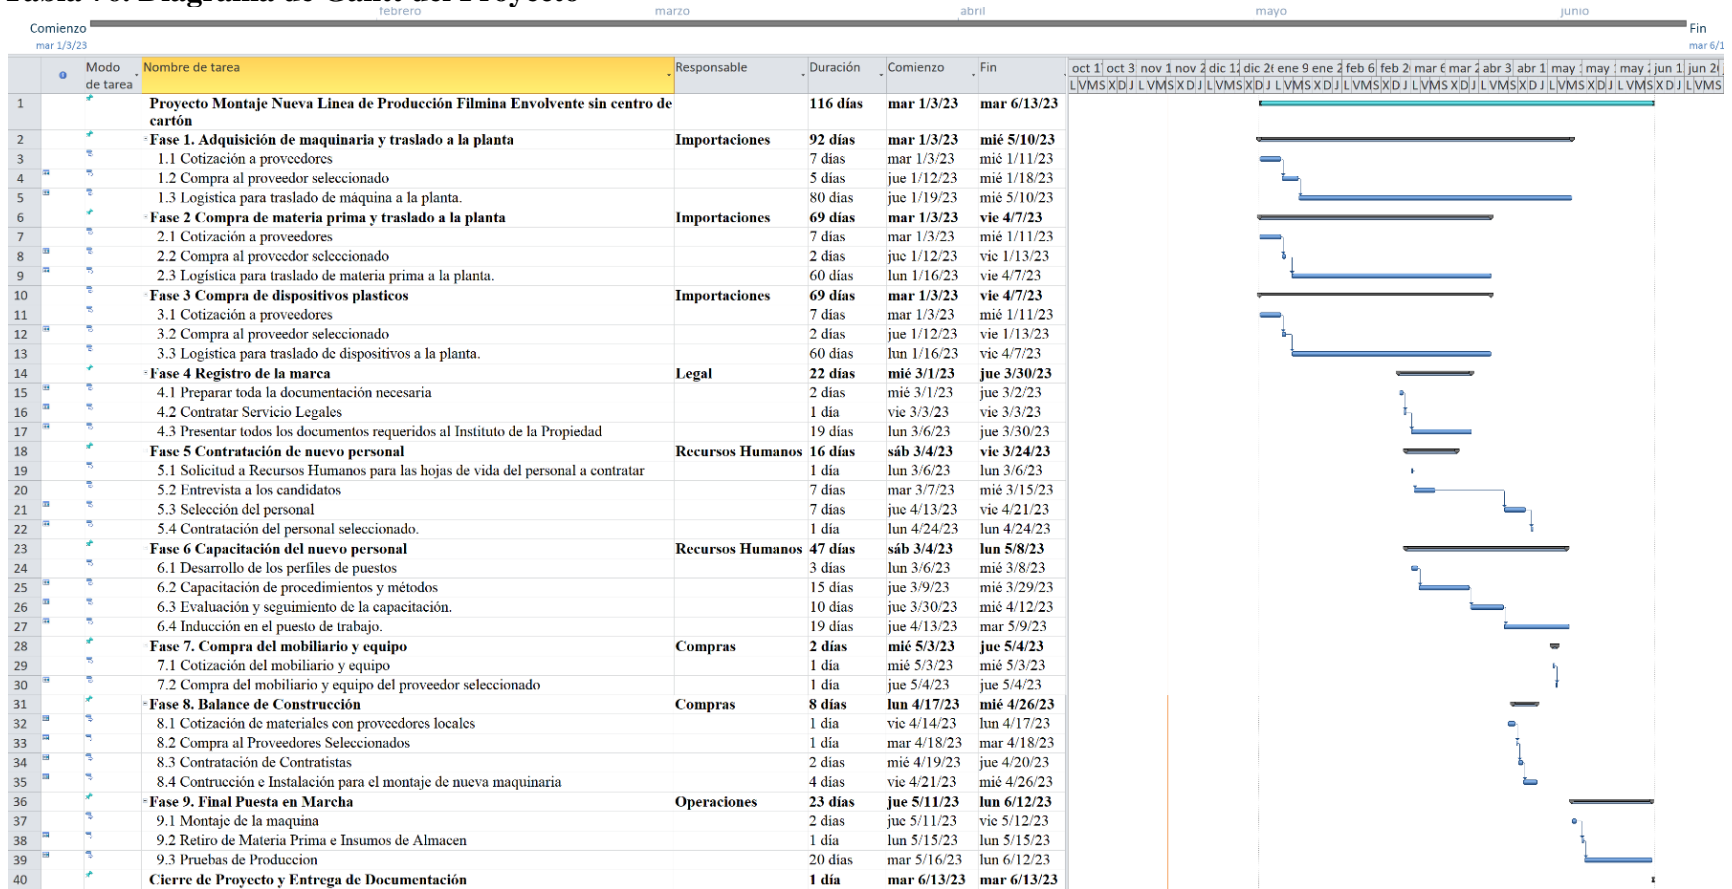 febrero marzo abril mayo junio
Comienzo Fin
mar 1/3/23 mar 6/1
Modo de tarea Nombre de tarea Responsable Duración Comienzo Fin
1 Proyecto Montaje Nueva Linea de Producción Filmina Envolvente sin centro de cartón 116 días mar 1/3/23 mar 6/13/23
2 Fase 1. Adquisición de maquinaria y traslado a la planta Importaciones 92 días mar 1/3/23 mié 5/10/23
3 1.1 Cotización a proveedores 7 días mar 1/3/23 mié 1/11/23
4 1.2 Compra al proveedor seleccionado 5 días jue 1/12/23 mié 1/18/23
5 1.3 Logística para traslado de máquina a la planta. 80 días jue 1/19/23 mié 5/10/23
6 Fase 2 Compra de materia prima y traslado a la planta Importaciones 69 días mar 1/3/23 vie 4/7/23
7 2.1 Cotización a proveedores 7 días mar 1/3/23 mié 1/11/23
8 2.2 Compra al proveedor seleccionado 2 días jue 1/12/23 vie 1/13/23
9 2.3 Logística para traslado de materia prima a la planta. 60 días lun 1/16/23 vie 4/7/23
10 Fase 3 Compra de dispositivos plasticos Importaciones 69 días mar 1/3/23 vie 4/7/23
11 3.1 Cotización a proveedores 7 días mar 1/3/23 mié 1/11/23
12 3.2 Compra al proveedor seleccionado 2 días jue 1/12/23 vie 1/13/23
13 3.3 Logística para traslado de dispositivos a la planta. 60 días lun 1/16/23 vie 4/7/23
14 Fase 4 Registro de la marca Legal 22 días mié 3/1/23 jue 3/30/23
15 4.1 Preparar toda la documentación necesaria 2 días mié 3/1/23 jue 3/2/23
16 4.2 Contratar Servicio Legales 1 día vie 3/3/23 vie 3/3/23
17 4.3 Presentar todos los documentos requeridos al Instituto de la Propiedad 19 días lun 3/6/23 jue 3/30/23
18 Fase 5 Contratación de nuevo personal Recursos Humanos 16 días sáb 3/4/23 vie 3/24/23
19 5.1 Solicitud a Recursos Humanos para las hojas de vida del personal a contratar 1 día lun 3/6/23 lun 3/6/23
20 5.2 Entrevista a los candidatos 7 días mar 3/7/23 mié 3/15/23
21 5.3 Selección del personal 7 días jue 4/13/23 vie 4/21/23
22 5.4 Contratación del personal seleccionado. 1 día lun 4/24/23 lun 4/24/23
23 Fase 6 Capacitación del nuevo personal Recursos Humanos 47 días sáb 3/4/23 lun 5/8/23
24 6.1 Desarrollo de los perfiles de puestos 3 días lun 3/6/23 mié 3/8/23
25 6.2 Capacitación de procedimientos y métodos 15 días jue 3/9/23 mié 3/29/23
26 6.3 Evaluación y seguimiento de la capacitación. 10 días jue 3/30/23 mié 4/12/23
27 6.4 Inducción en el puesto de trabajo. 19 días jue 4/13/23 mar 5/9/23
28 Fase 7. Compra del mobiliario y equipo Compras 2 días mié 5/3/23 jue 5/4/23
29 7.1 Cotización del mobiliario y equipo 1 día mié 5/3/23 mié 5/3/23
30 7.2 Compra del mobiliario y equipo del proveedor seleccionado 1 día jue 5/4/23 jue 5/4/23
31 Fase 8. Balance de Construcción Compras 8 días lun 4/17/23 mié 4/26/23
32 8.1 Cotización de materiales con proveedores locales 1 día vie 4/14/23 lun 4/17/23
33 8.2 Compra al Proveedores Seleccionados 1 día mar 4/18/23 mar 4/18/23
34 8.3 Contratación de Contratistas 2 días mié 4/19/23 jue 4/20/23
35 8.4 Contrucción e Instalación para el montaje de nueva maquinaria 4 días vie 4/21/23 mié 4/26/23
36 Fase 9. Final Puesta en Marcha Operaciones 23 días jue 5/11/23 lun 6/12/23
37 9.1 Montaje de la maquina 2 días jue 5/11/23 vie 5/12/23
38 9.2 Retiro de Materia Prima e Insumos de Almacen 1 día lun 5/15/23 lun 5/15/23
39 9.3 Pruebas de Produccion 20 días mar 5/16/23 lun 6/12/23
40 Cierre de Proyecto y Entrega de Documentación 1 día mar 6/13/23 mar 6/13/23